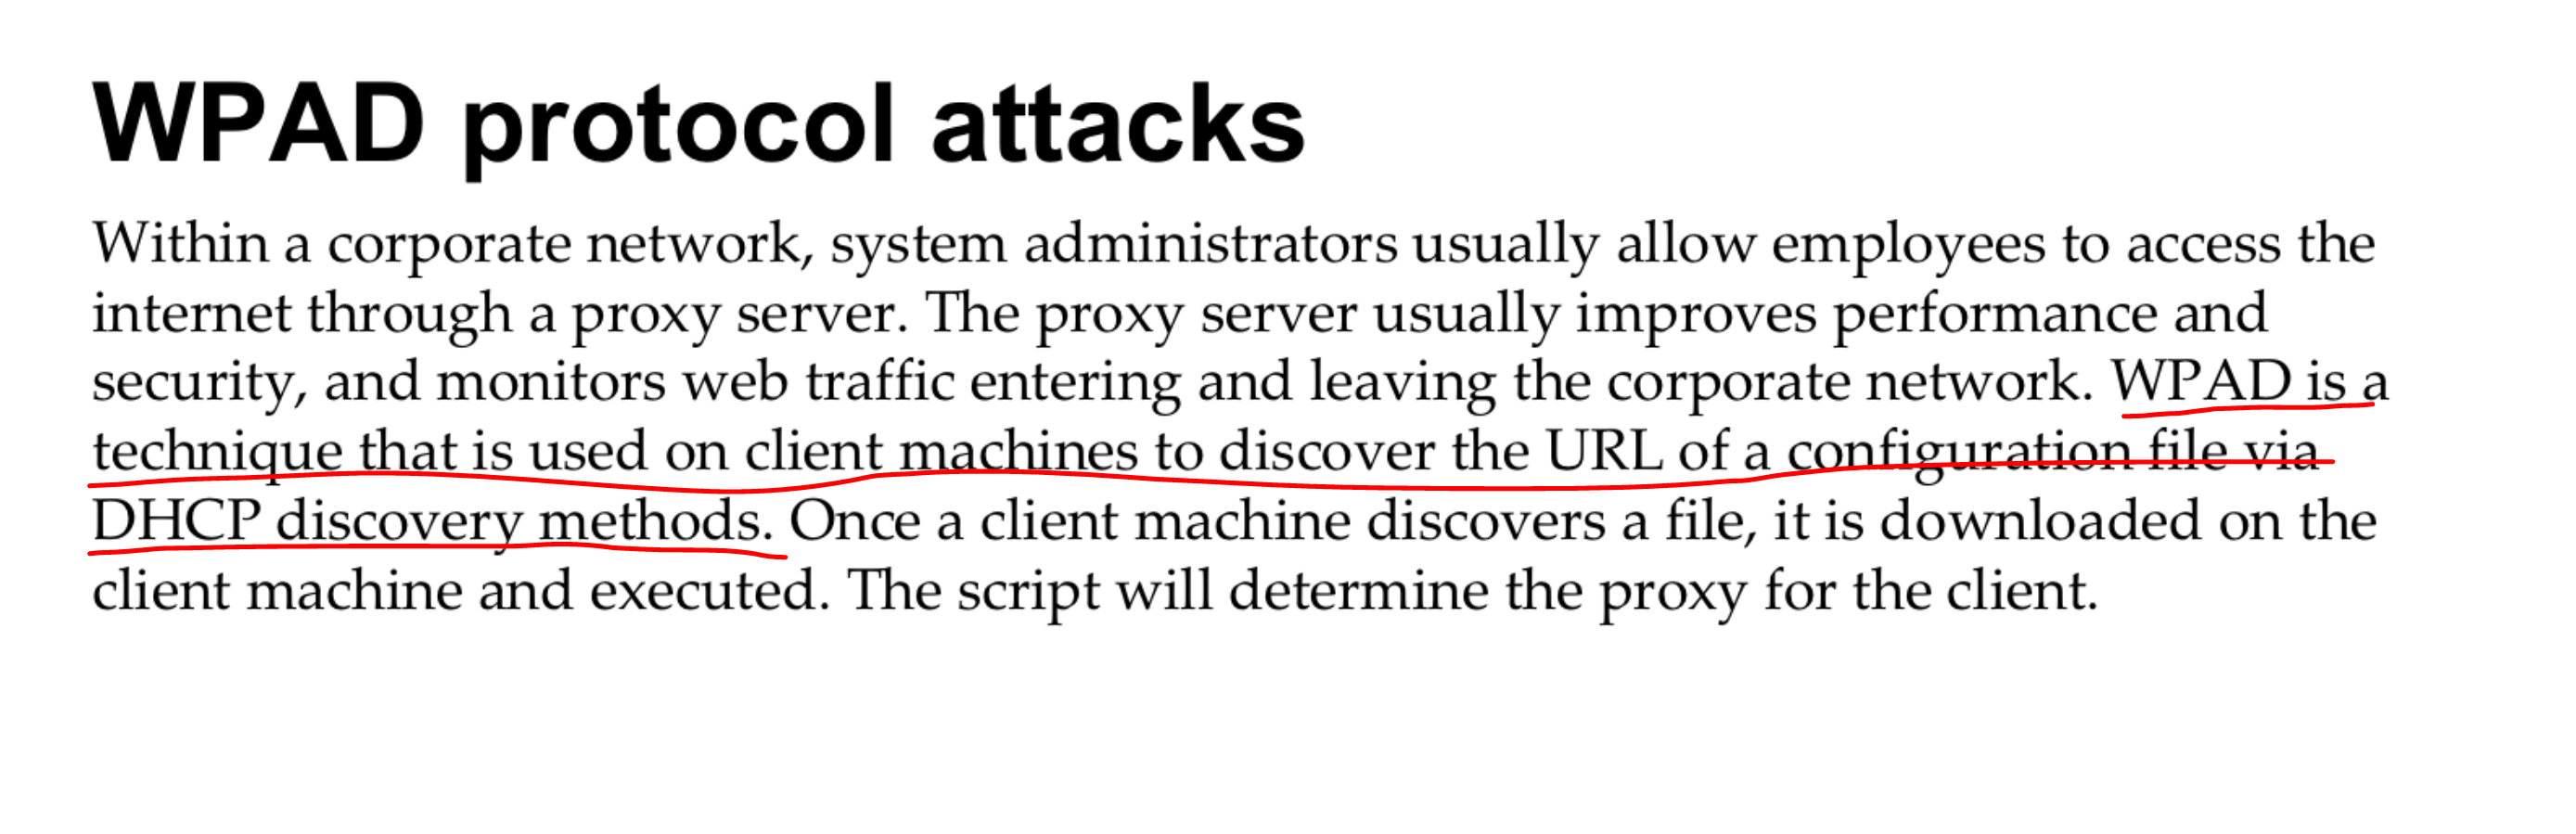 WPAD protocol attacks
Within a corporate network, system administrators usually allow employees to access the
internet through a proxy server. The proxy server usually improves performance and
security, and monitors web traffic entering and leaving the corporate network. WPAD is a
technique that is used on client machines to discover the URL of a configuration file via
DHCP discovery methods. Once a client machine discovers a file, it is downloaded on the
client machine and executed. The script will determine the proxy for the client.